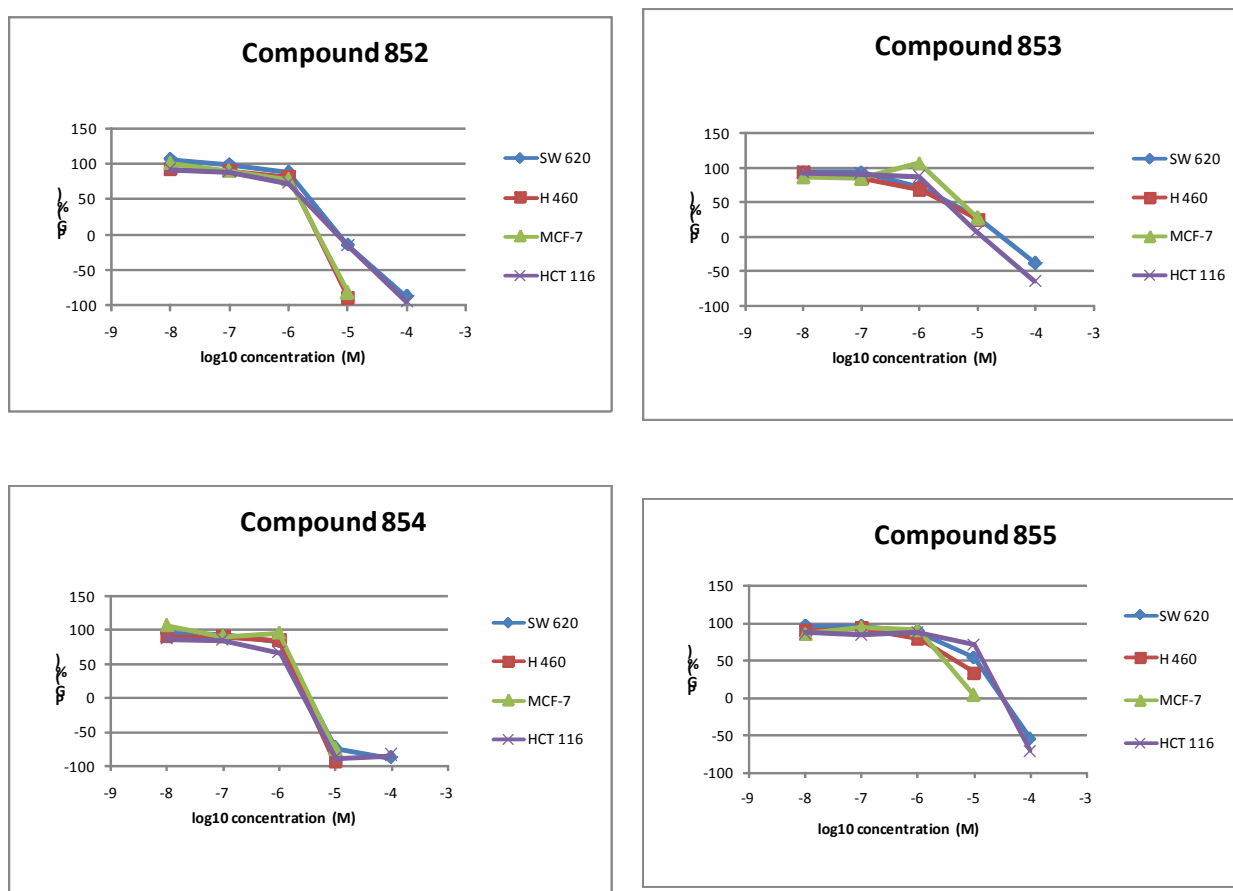 Compound 852
150
100
50
0
-50
-100
-9 -8 -7 -6 -5 -4 -3
PG(%)
log10 concentration (M)
SW 620
H 460
MCF-7
HCT 116
Compound 853
150
100
50
0
-50
-100
-9 -8 -7 -6 -5 -4 -3
PG(%)
log10 concentration (M)
SW 620
H 460
MCF-7
HCT 116
Compound 854
150
100
50
0
-50
-100
-9 -8 -7 -6 -5 -4 -3
PG(%)
log10 concentration (M)
SW 620
H 460
MCF-7
HCT 116
Compound 855
150
100
50
0
-50
-100
-9 -8 -7 -6 -5 -4 -3
PG(%)
log10 concentration (M)
SW 620
H 460
MCF-7
HCT 116